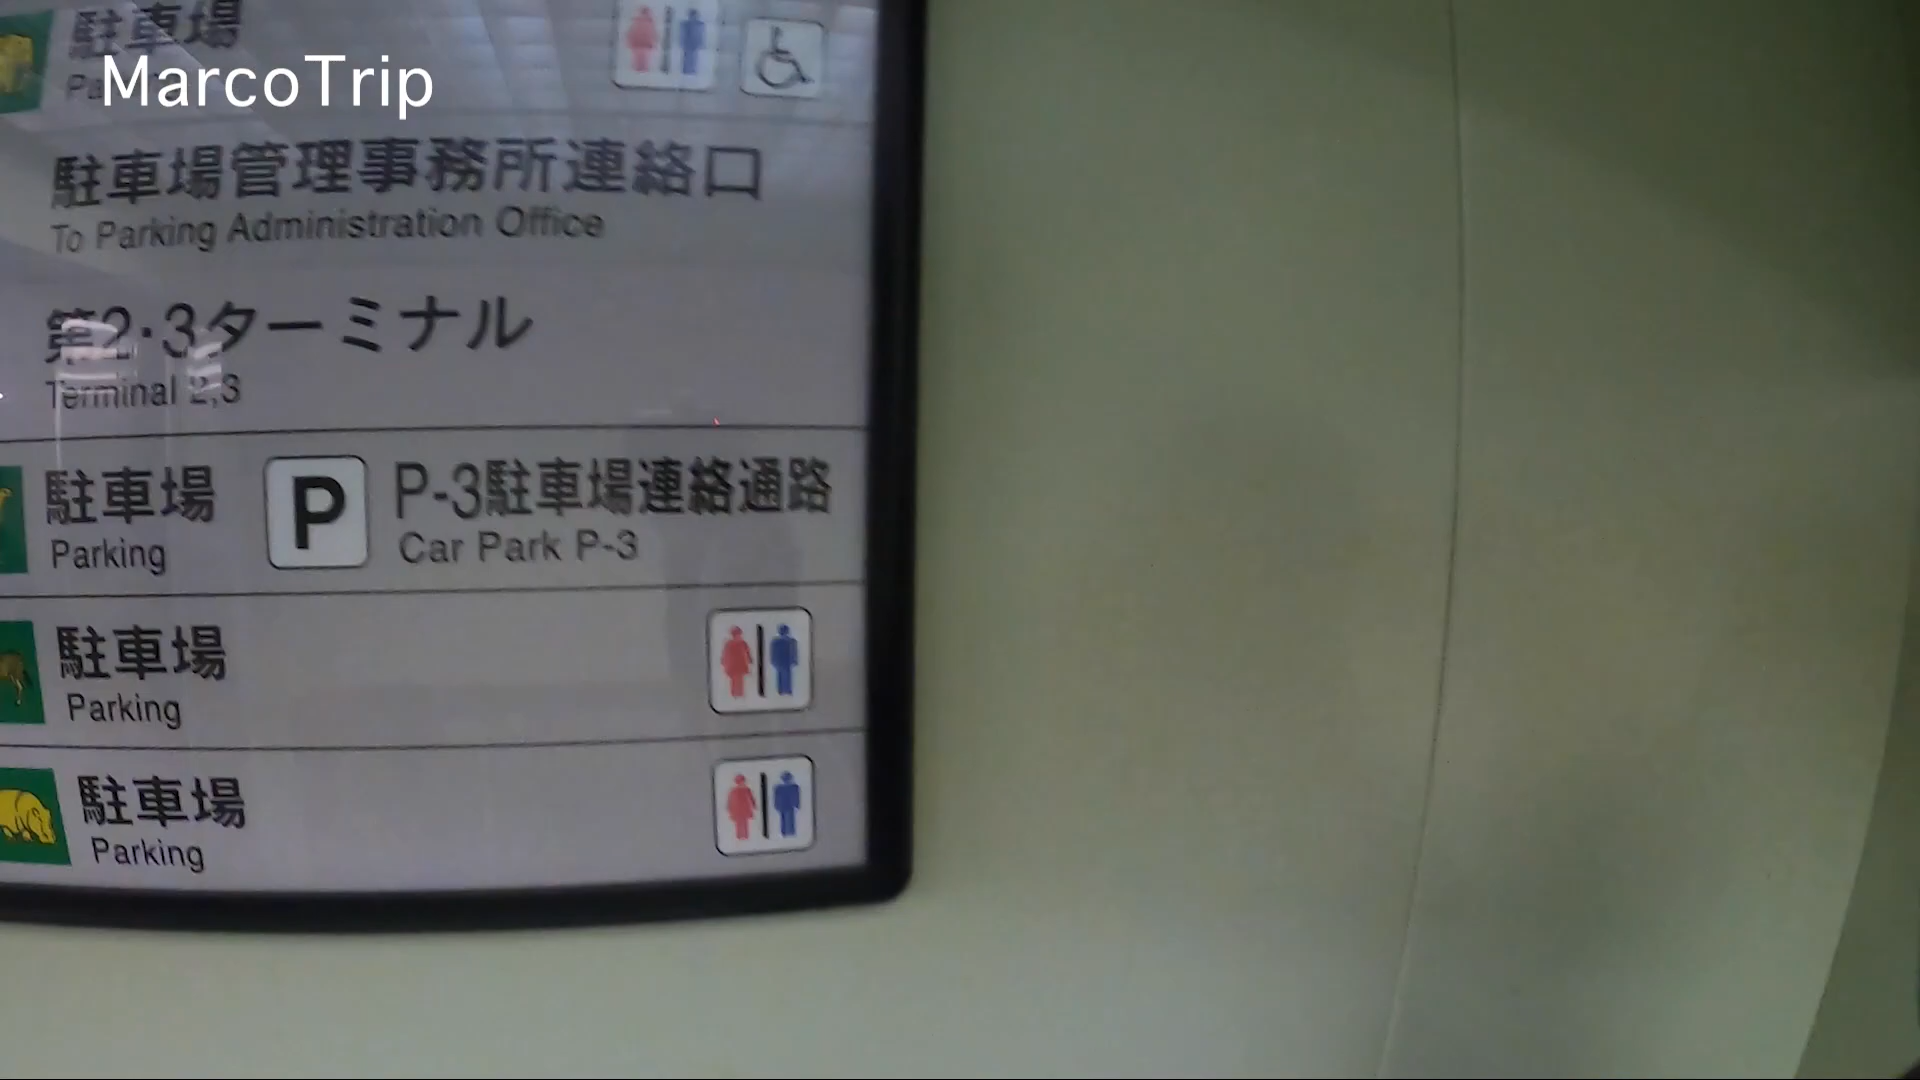 駐車場
MarcoTrip
駐車場管理事務所連絡口
To Parking Administration Office
第2・3ターミナル
Terminal 2,3
駐車場
Parking
P
P-3駐車場連絡通路
Car Park P-3
駐車場
Parking
駐車場
Parking